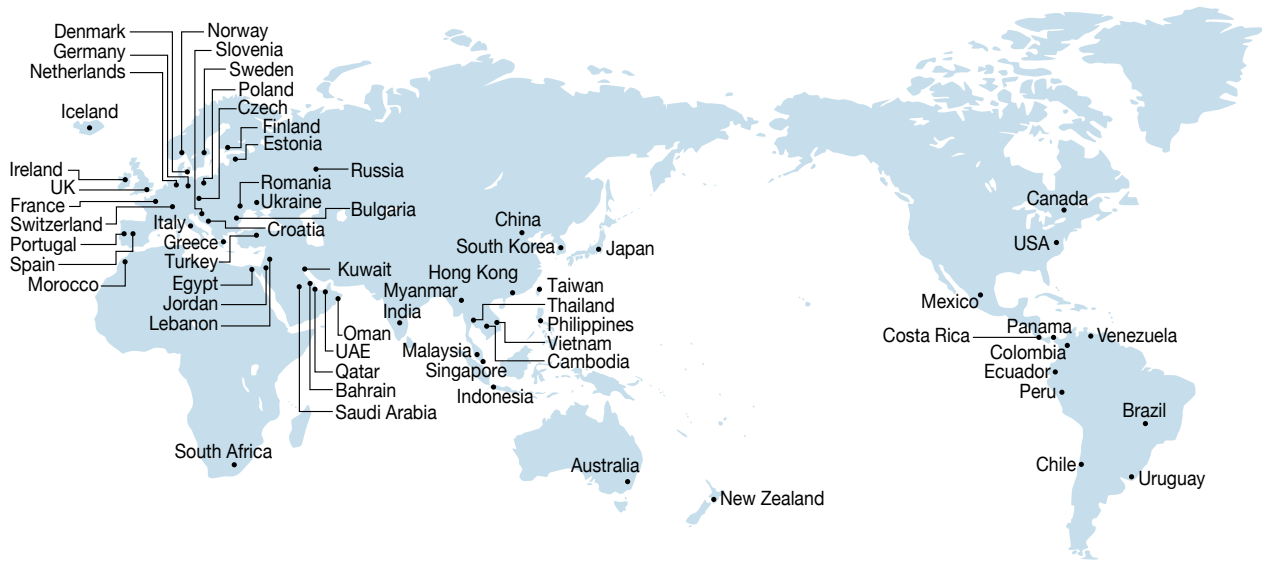 Denmark
Norway
Germany
Slovenia
Netherlands
Sweden
Poland
Czech
Iceland
Finland
Estonia
Ireland
Russia
UK
Romania
France
Ukraine
Bulgaria
Switzerland
Italy
Croatia
Portugal
Greece
Spain
Turkey
Morocco
Egypt
Kuwait
Jordan
Lebanon
Oman
UAE
Qatar
Bahrain
Saudi Arabia
South Africa
China
South Korea
Japan
Hong Kong
Myanmar
Taiwan
India
Thailand
Philippines
Vietnam
Malaysia
Cambodia
Singapore
Indonesia
Australia
New Zealand
Canada
USA
Mexico
Costa Rica
Panama
Venezuela
Colombia
Ecuador
Peru
Brazil
Chile
Uruguay